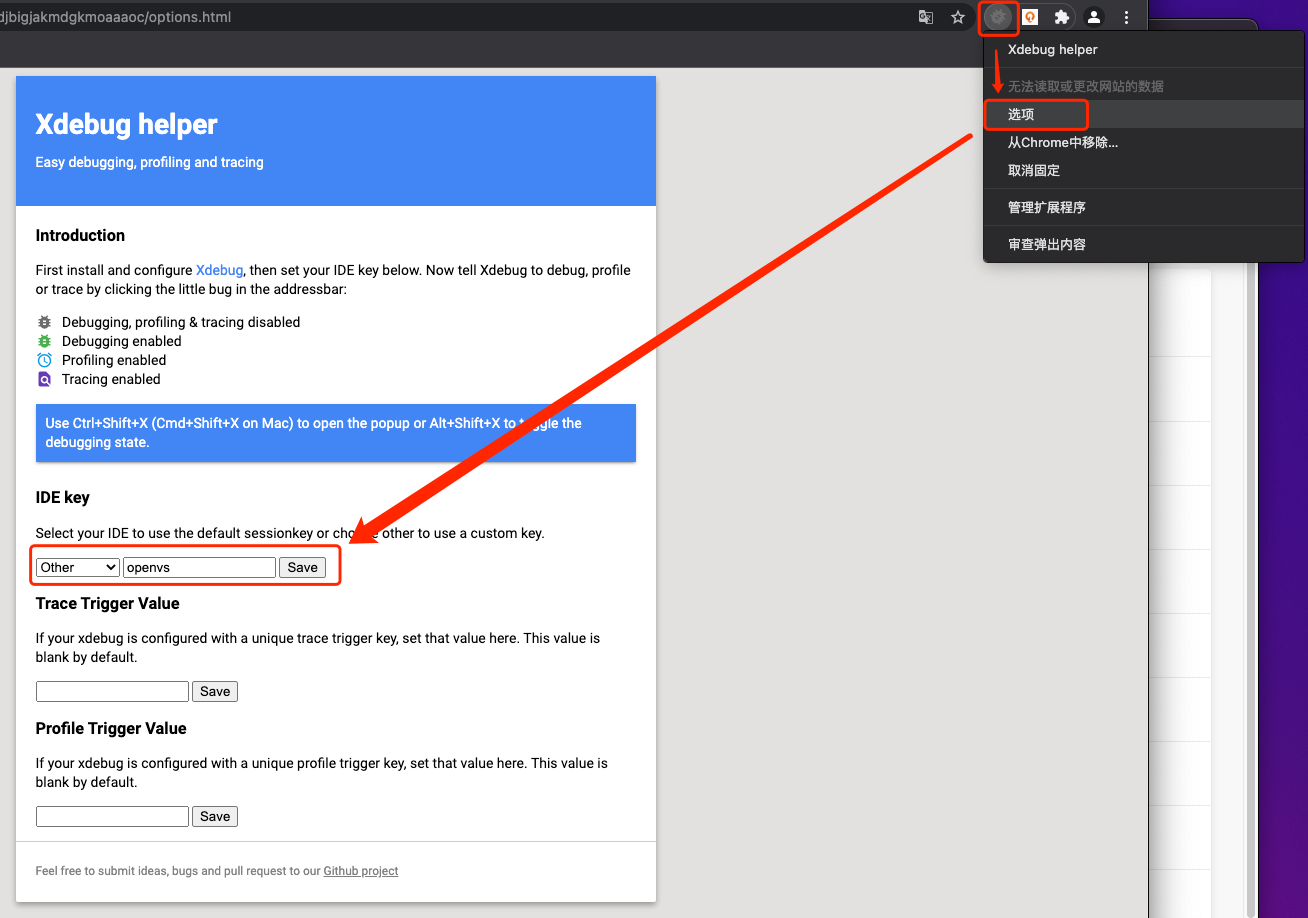 djbigjakmdgkmoaaaoc/options.html
Xdebug helper
无法读取或更改网站的数据
选项
从Chrome中移除...
取消固定
管理扩展程序
审查弹出内容
Xdebug helper
Easy debugging, profiling and tracing
Introduction
First install and configure Xdebug, then set your IDE key below. Now tell Xdebug to debug, profile
or trace by clicking the little bug in the addressbar:
Debugging, profiling & tracing disabled
Debugging enabled
Profiling enabled
Tracing enabled
Use Ctrl+Shift+X (Cmd+Shift+X on Mac) to open the popup or Alt+Shift+X to toggle the
debugging state.
IDE key
Select your IDE to use the default sessionkey or choose other to use a custom key.
Other openvs Save
Trace Trigger Value
If your xdebug is configured with a unique trace trigger key, set that value here. This value is
blank by default.
Save
Profile Trigger Value
If your xdebug is configured with a unique profile trigger key, set that value here. This value is
blank by default.
Save
Feel free to submit ideas, bugs and pull request to our Github project